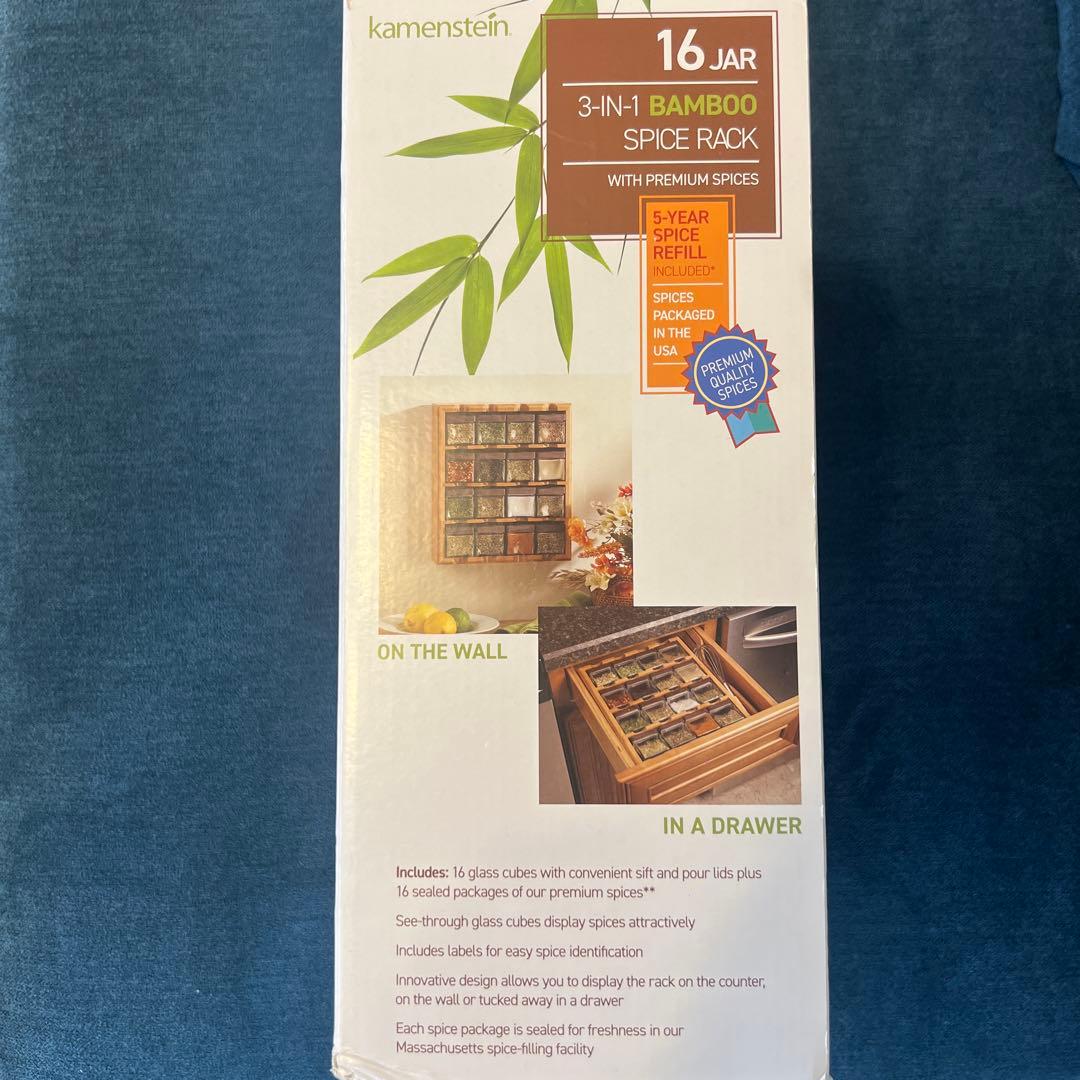 kamenstein
16 JAR
3-IN-1 BAMBOO
SPICE RACK
WITH PREMIUM SPICES
5-YEAR
SPICE
REFILL
INCLUDED*
SPICES
PACKAGED
IN THE
USA
PREMIUM
QUALITY
SPICES
ON THE WALL
IN A DRAWER
Includes: 16 glass cubes with convenient sift and pour lids plus
16 sealed packages of our premium spices**
See-through glass cubes display spices attractively
Includes labels for easy spice identification
Innovative design allows you to display the rack on the counter,
on the wall or tucked away in a drawer
Each spice package is sealed for freshness in our
Massachusetts spice-filling facility